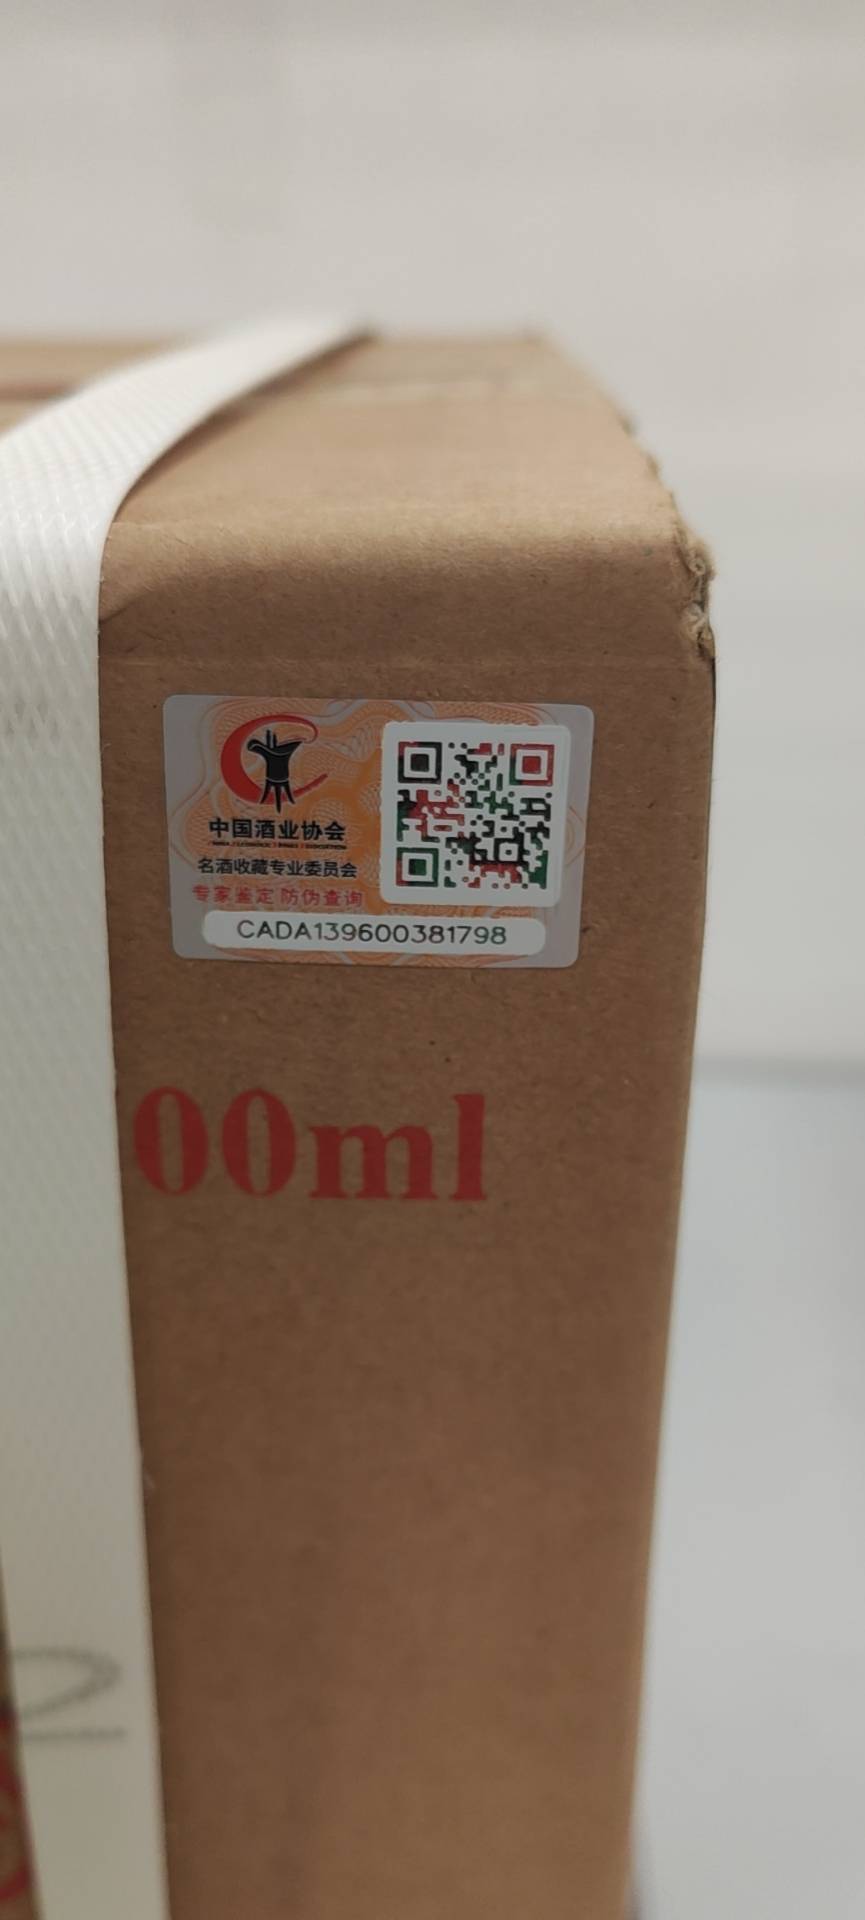 中国酒业协会
名酒收藏专业委员会
专家鉴定 防伪查询
CADA139600381798
00ml